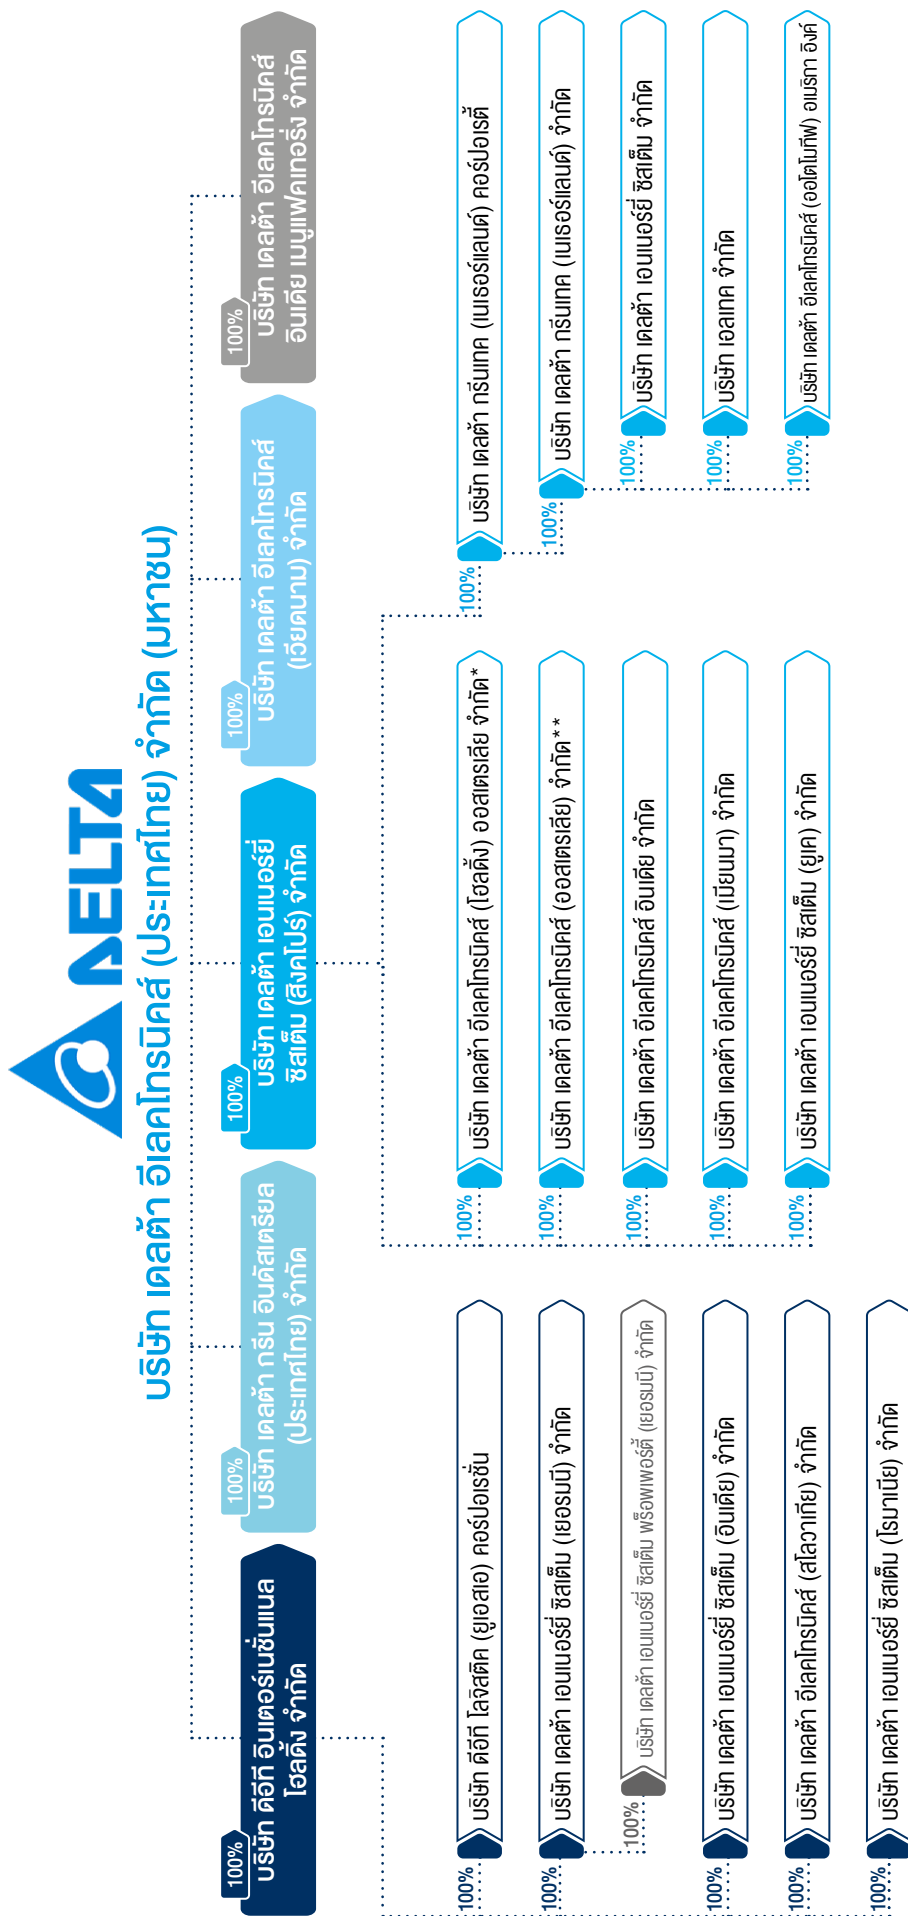 DELTA
บริษัท เดลต้า อีเลคโทรนิคส์ (ประเทศไทย) จำกัด (มหาชน)
100%
บริษัท ดีอีที อินเตอร์เนชั่นแนล
โฮลดิ้ง จำกัด
100%
บริษัท เดลต้า กรีน อินดัสเตรียล
(ประเทศไทย) จำกัด
100%
บริษัท เดลต้า เอนเนอร์ยี่
ซิสเต็ม (สิงคโปร์) จำกัด
100%
บริษัท เดลต้า อีเลคโทรนิคส์
(เวียดนาม) จำกัด
100%
บริษัท เดลต้า อีเลคโทรนิคส์
อินเดีย เมนูแฟคเทอริ่ง จำกัด
100%
บริษัท ดีอีที โลจิสติค (ยูเอสเอ) คอร์ปอเรชั่น
100%
บริษัท เดลต้า เอนเนอร์ยี่ ซิสเต็ม (เยอรมนี) จำกัด
100%
บริษัท เดลต้า เอนเนอร์ยี่ ซิสเต็ม พร็อพเพอร์ตี้ (เยอรมนี) จำกัด
100%
บริษัท เดลต้า เอนเนอร์ยี่ ซิสเต็ม (อินเดีย) จำกัด
100%
บริษัท เดลต้า อีเลคโทรนิคส์ (สโลวาเกีย) จำกัด
100%
บริษัท เดลต้า เอนเนอร์ยี่ ซิสเต็ม (โรมาเนีย) จำกัด
100%
บริษัท เดลต้า อีเลคโทรนิคส์ (โฮลดิ้ง) ออสเตรเลีย จำกัด*
100%
บริษัท เดลต้า อีเลคโทรนิคส์ (ออสเตรเลีย) จำกัด**
100%
บริษัท เดลต้า อีเลคโทรนิคส์ อินเดีย จำกัด
100%
บริษัท เดลต้า อีเลคโทรนิคส์ (เมียนมา) จำกัด
100%
บริษัท เดลต้า เอนเนอร์ยี่ ซิสเต็ม (ยูเค) จำกัด
100%
บริษัท เดลต้า กรีนเทค (เนเธอร์แลนด์) คอร์ปอเรตี้
100%
บริษัท เดลต้า กรีนเทค (เนเธอร์แลนด์) จำกัด
100%
บริษัท เดลต้า เอนเนอร์ยี่ ซิสเต็ม จำกัด
100%
บริษัท เอลเทค จำกัด
100%
บริษัท เดลต้า อีเลคโทรนิคส์ (ออโตโมทีฟ) อเมริกา อิงค์